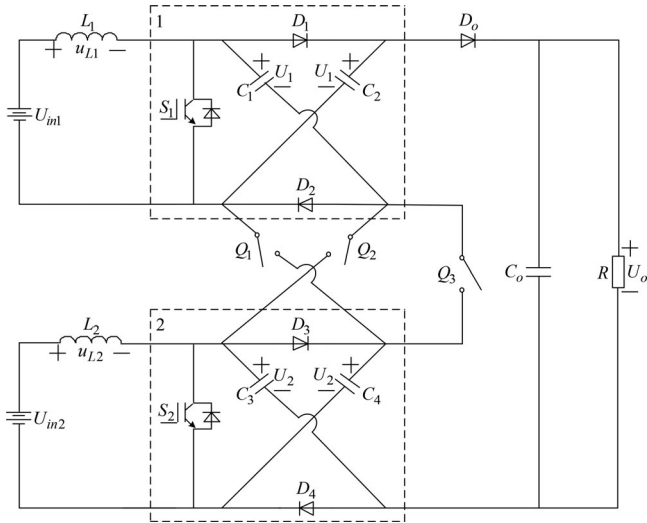 L1 1 D1 Do
+ uL1 − + U1 U1 +
C1 − − C2
S1
Uin1
D2
Q1 Q2 +
Q3 Co R Uo
−
L2 2 D3
+ uL2 − + U2 U2 +
C3 − − C4
S2
Uin2
D4